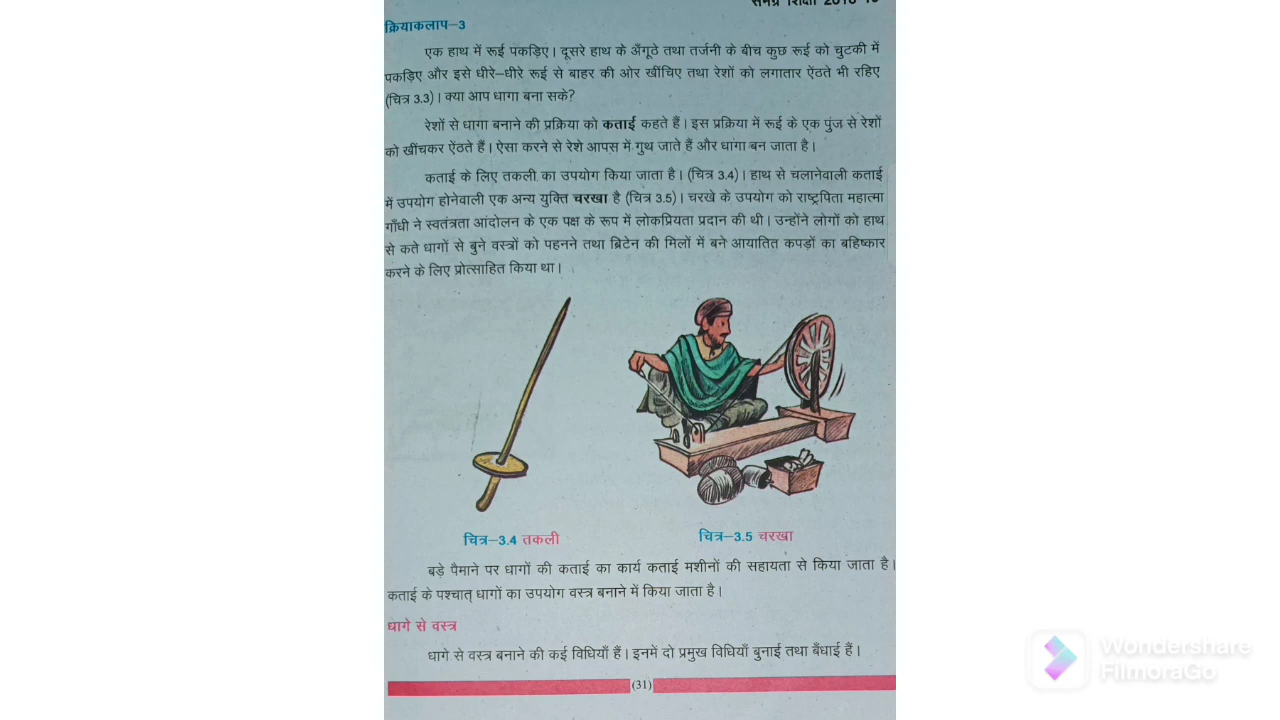 समग्र शिक्षा
क्रियाकलाप–3
एक हाथ में रूई पकड़िए। दूसरे हाथ के अँगूठे तथा तर्जनी के बीच कुछ रूई को चुटकी में
पकड़िए और इसे धीरे–धीरे रूई से बाहर की ओर खींचिए तथा रेशों को लगातार ऐंठते भी रहिए
(चित्र 3.3)। क्या आप धागा बना सके?
रेशों से धागा बनाने की प्रक्रिया को कताई कहते हैं। इस प्रक्रिया में रूई के एक पुंज से रेशों
को खींचकर ऐंठते हैं। ऐसा करने से रेशे आपस में गुथ जाते हैं और धागा बन जाता है।
कताई के लिए तकली का उपयोग किया जाता है। (चित्र 3.4)। हाथ से चलानेवाली कताई
में उपयोग होनेवाली एक अन्य युक्ति चरखा है (चित्र 3.5)। चरखे के उपयोग को राष्ट्रपिता महात्मा
गाँधी ने स्वतंत्रता आंदोलन के एक पक्ष के रूप में लोकप्रियता प्रदान की थी। उन्होंने लोगों को हाथ
से कते धागों से बुने वस्त्रों को पहनने तथा ब्रिटेन की मिलों में बने आयातित कपड़ों का बहिष्कार
करने के लिए प्रोत्साहित किया था।
चित्र–3.4 तकली
चित्र–3.5 चरखा
बड़े पैमाने पर धागों की कताई का कार्य कताई मशीनों की सहायता से किया जाता है।
कताई के पश्चात् धागों का उपयोग वस्त्र बनाने में किया जाता है।
धागे से वस्त्र
धागे से वस्त्र बनाने की कई विधियाँ हैं। इनमें दो प्रमुख विधियाँ बुनाई तथा बँधाई हैं।
(31)
Wondershare
FilmoraGo